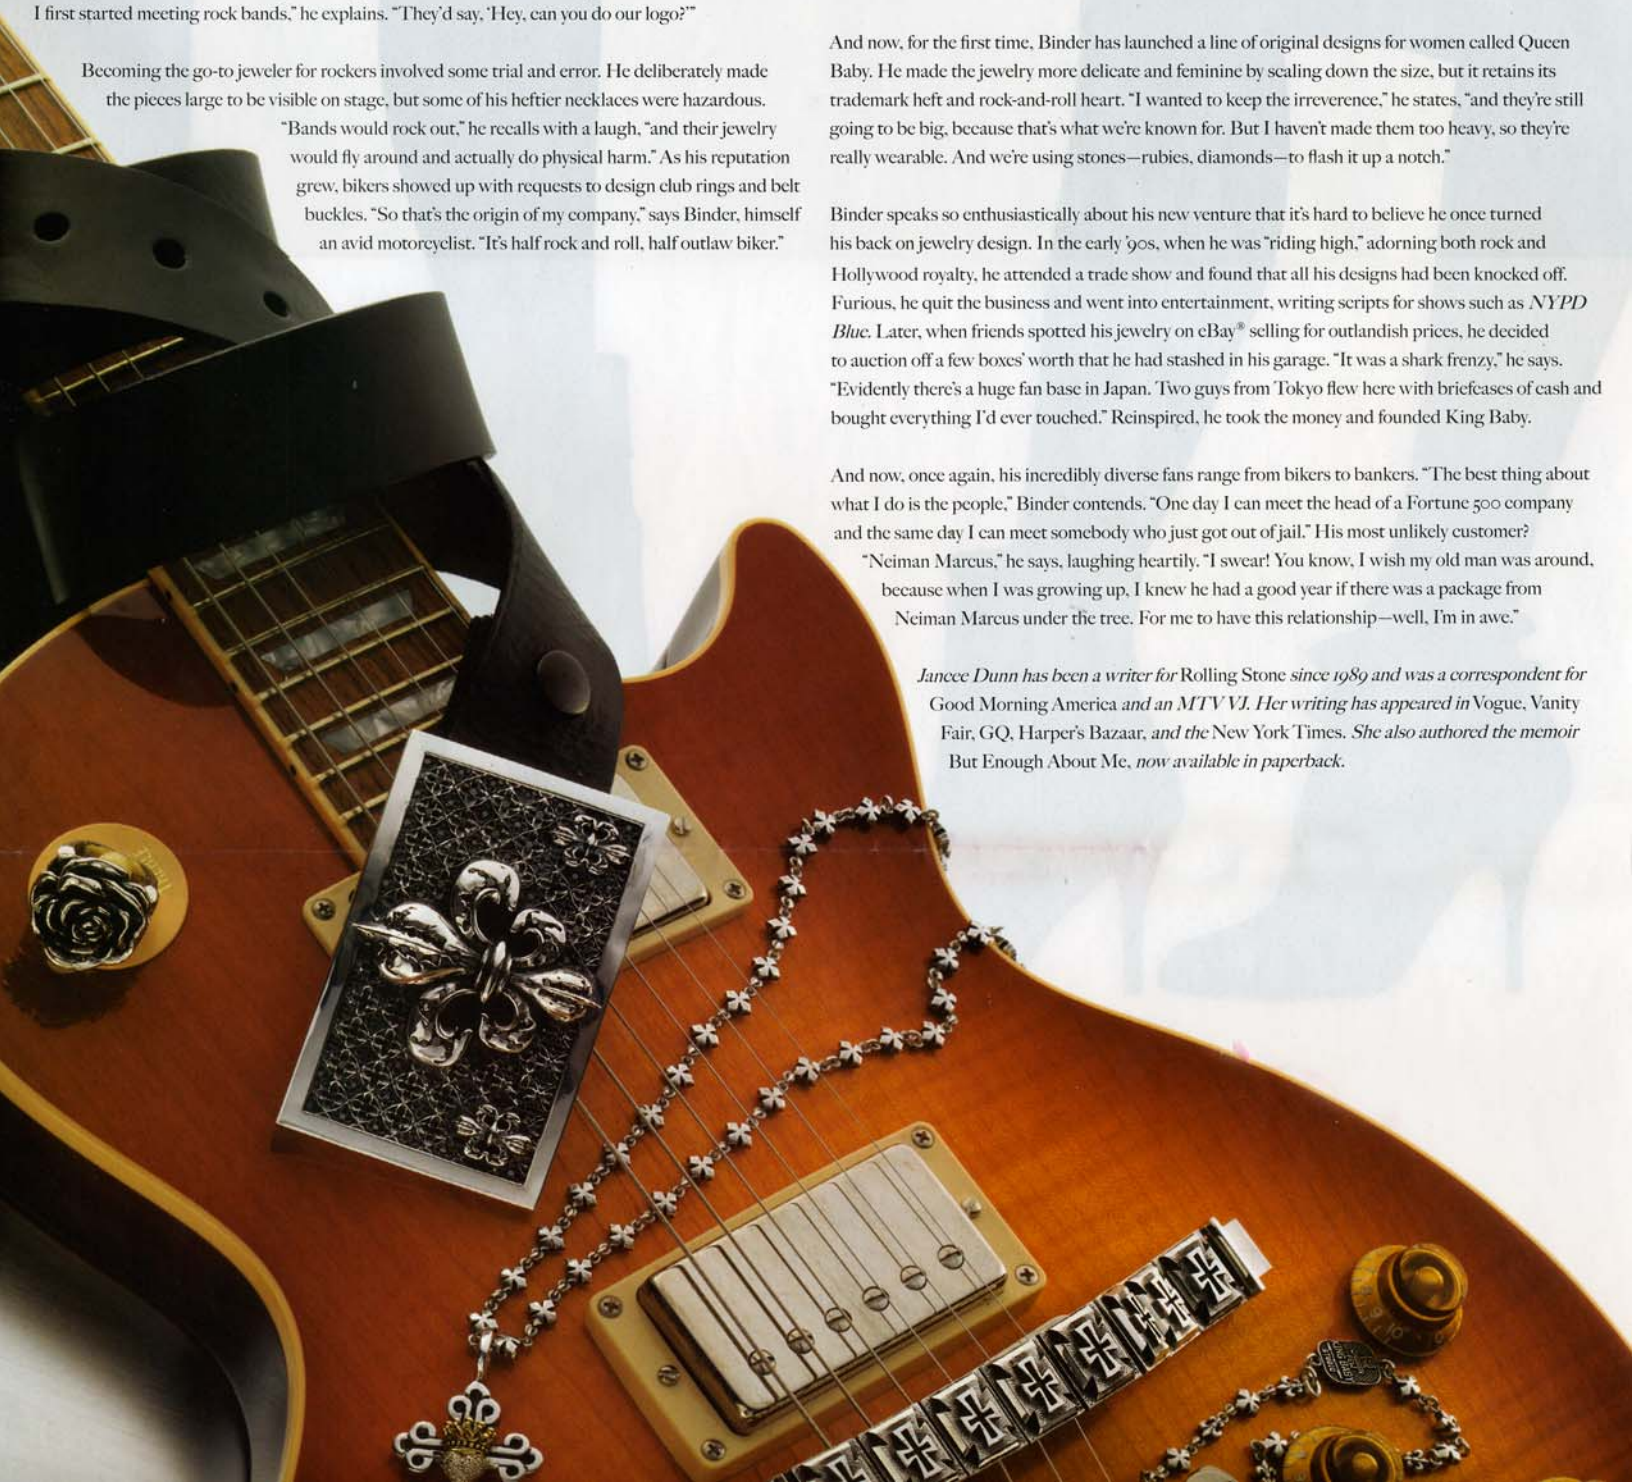 I first started meeting rock bands," he explains. "They'd say, 'Hey, can you do our logo?'"
Becoming the go-to jeweler for rockers involved some trial and error. He deliberately made
the pieces large to be visible on stage, but some of his heftier necklaces were hazardous.
"Bands would rock out," he recalls with a laugh, "and their jewelry
would fly around and actually do physical harm." As his reputation
grew, bikers showed up with requests to design club rings and belt
buckles. "So that's the origin of my company," says Binder, himself
an avid motorcyclist. "It's half rock and roll, half outlaw biker."
And now, for the first time, Binder has launched a line of original designs for women called Queen
Baby. He made the jewelry more delicate and feminine by scaling down the size, but it retains its
trademark heft and rock-and-roll heart. "I wanted to keep the irreverence," he states, "and they're still
going to be big, because that's what we're known for. But I haven't made them too heavy, so they're
really wearable. And we're using stones—rubies, diamonds—to flash it up a notch."
Binder speaks so enthusiastically about his new venture that it's hard to believe he once turned
his back on jewelry design. In the early '90s, when he was "riding high," adorning both rock and
Hollywood royalty, he attended a trade show and found that all his designs had been knocked off.
Furious, he quit the business and went into entertainment, writing scripts for shows such as NYPD
Blue. Later, when friends spotted his jewelry on eBay® selling for outlandish prices, he decided
to auction off a few boxes' worth that he had stashed in his garage. "It was a shark frenzy," he says.
"Evidently there's a huge fan base in Japan. Two guys from Tokyo flew here with briefcases of cash and
bought everything I'd ever touched." Reinspired, he took the money and founded King Baby.
And now, once again, his incredibly diverse fans range from bikers to bankers. "The best thing about
what I do is the people," Binder contends. "One day I can meet the head of a Fortune 500 company
and the same day I can meet somebody who just got out of jail." His most unlikely customer?
"Neiman Marcus," he says, laughing heartily. "I swear! You know, I wish my old man was around,
because when I was growing up, I knew he had a good year if there was a package from
Neiman Marcus under the tree. For me to have this relationship—well, I'm in awe."
Jancee Dunn has been a writer for Rolling Stone since 1989 and was a correspondent for
Good Morning America and an MTV VJ. Her writing has appeared in Vogue, Vanity
Fair, GQ, Harper's Bazaar, and the New York Times. She also authored the memoir
But Enough About Me, now available in paperback.